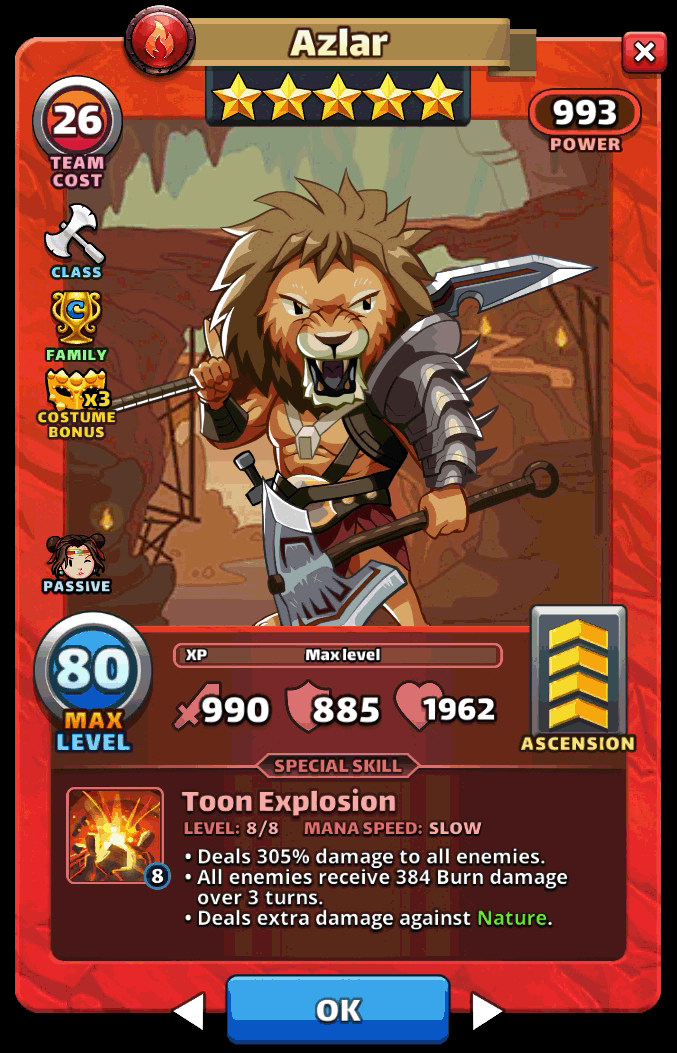 Azlar
26
TEAM
COST
993
POWER
CLASS
C
FAMILY
x3
COSTUME
BONUS
PASSIVE
80
MAX
LEVEL
XP Max level
990 885 1962
ASCENSION
SPECIAL SKILL
Toon Explosion
LEVEL: 8/8 MANA SPEED: SLOW
8
• Deals 305% damage to all enemies.
• All enemies receive 384 Burn damage
over 3 turns.
• Deals extra damage against Nature.
OK